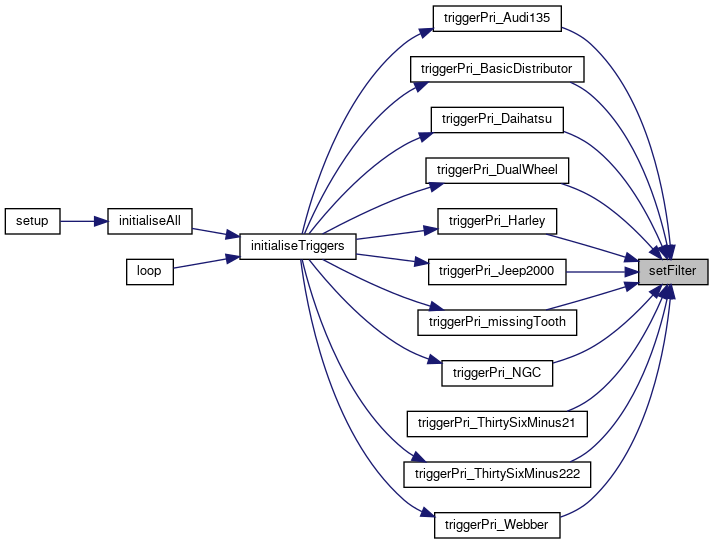 triggerPri_Audi135
triggerPri_BasicDistributor
triggerPri_Daihatsu
triggerPri_DualWheel
setup
initialiseAll
triggerPri_Harley
initialiseTriggers
loop
triggerPri_Jeep2000
setFilter
triggerPri_missingTooth
triggerPri_NGC
triggerPri_ThirtySixMinus21
triggerPri_ThirtySixMinus222
triggerPri_Webber